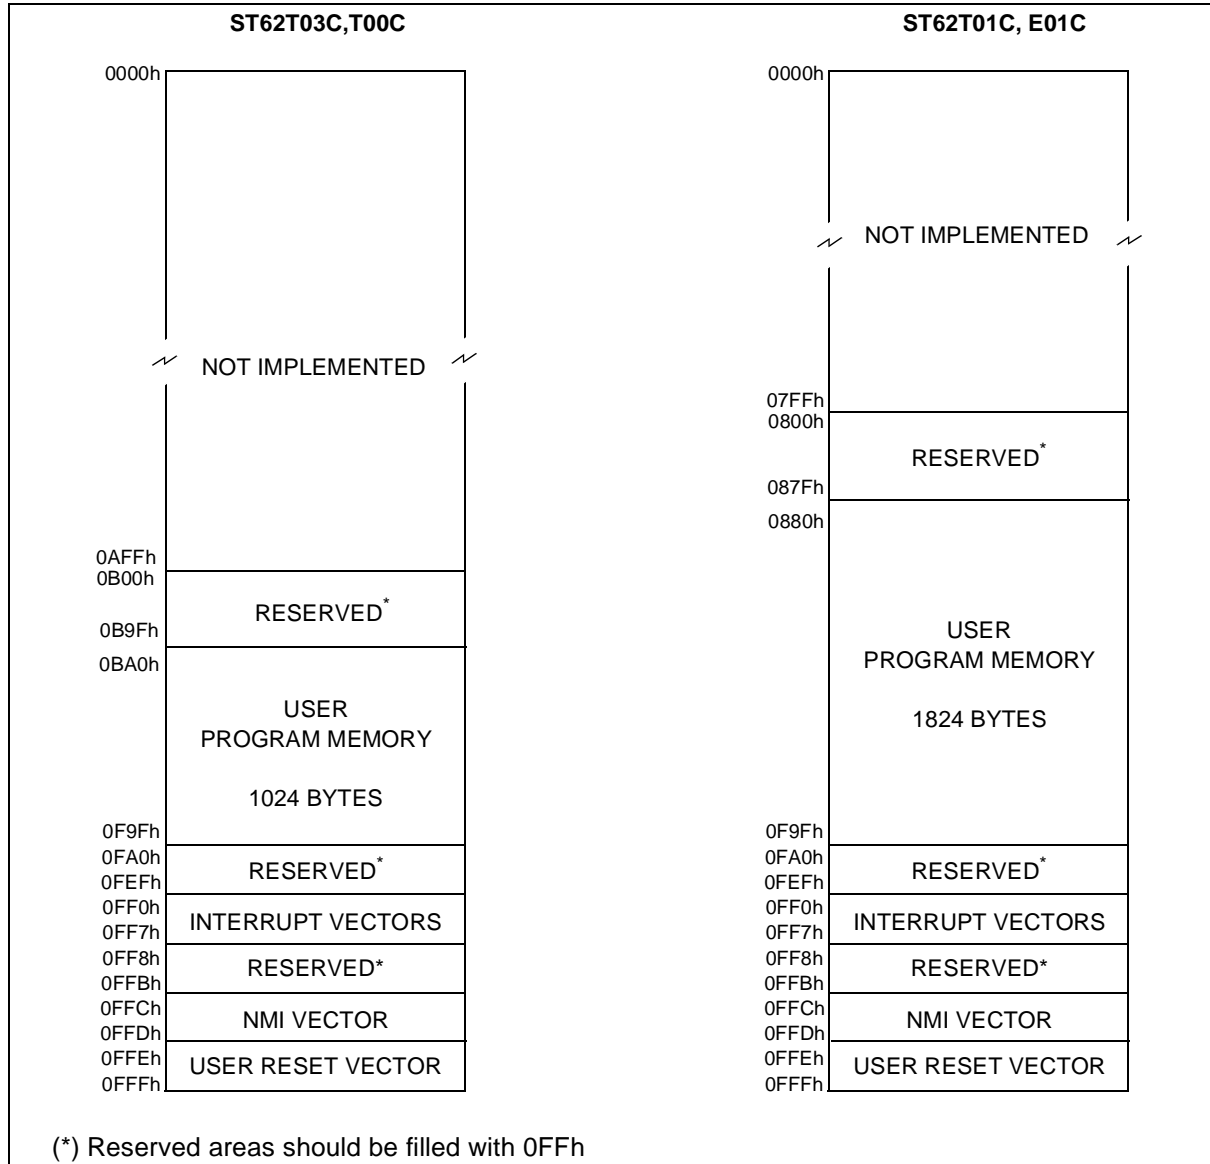 ST62T03C,T00C
0000h
NOT IMPLEMENTED
0AFFh
0B00h
RESERVED*
0B9Fh
0BA0h
USER
PROGRAM MEMORY
1024 BYTES
0F9Fh
0FA0h
RESERVED*
0FEFh
0FF0h
INTERRUPT VECTORS
0FF7h
0FF8h
RESERVED*
0FFBh
0FFCh
NMI VECTOR
0FFDh
0FFEh
USER RESET VECTOR
0FFFh
ST62T01C, E01C
0000h
NOT IMPLEMENTED
07FFh
0800h
RESERVED*
087Fh
0880h
USER
PROGRAM MEMORY
1824 BYTES
0F9Fh
0FA0h
RESERVED*
0FEFh
0FF0h
INTERRUPT VECTORS
0FF7h
0FF8h
RESERVED*
0FFBh
0FFCh
NMI VECTOR
0FFDh
0FFEh
USER RESET VECTOR
0FFFh
(*) Reserved areas should be filled with 0FFh